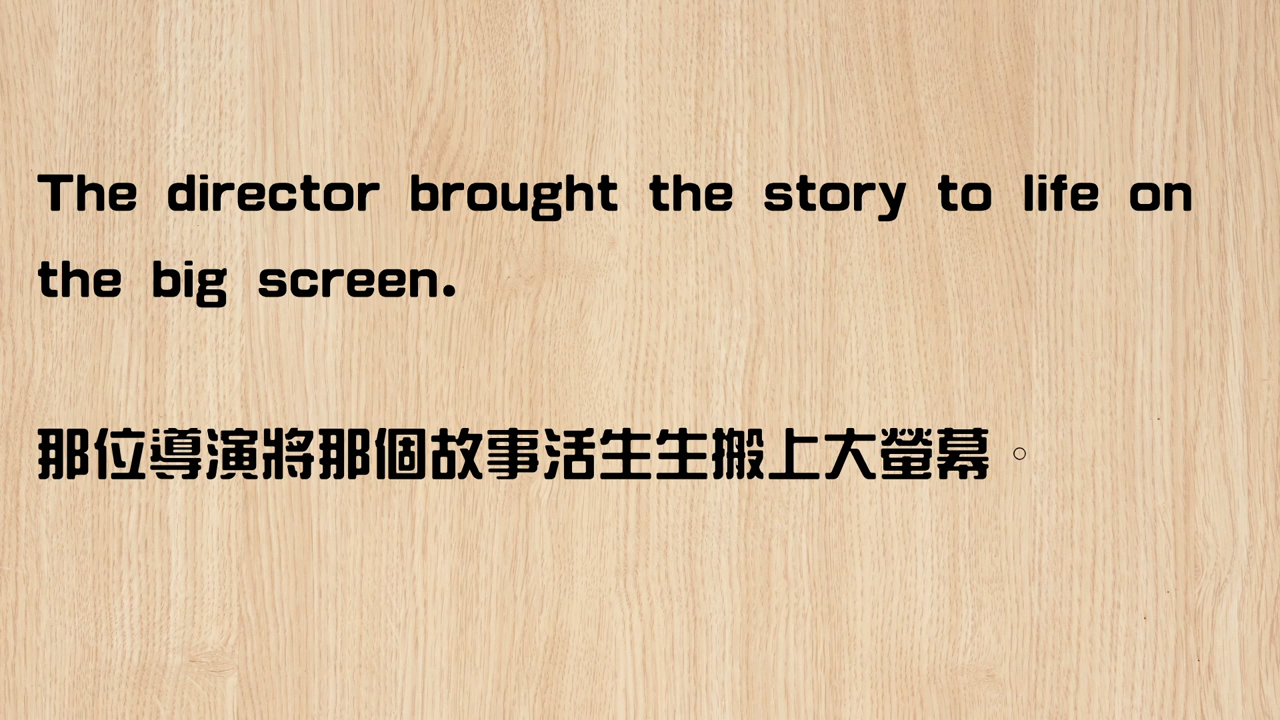 The director brought the story to life on
the big screen.
那位導演將那個故事活生生搬上大螢幕。